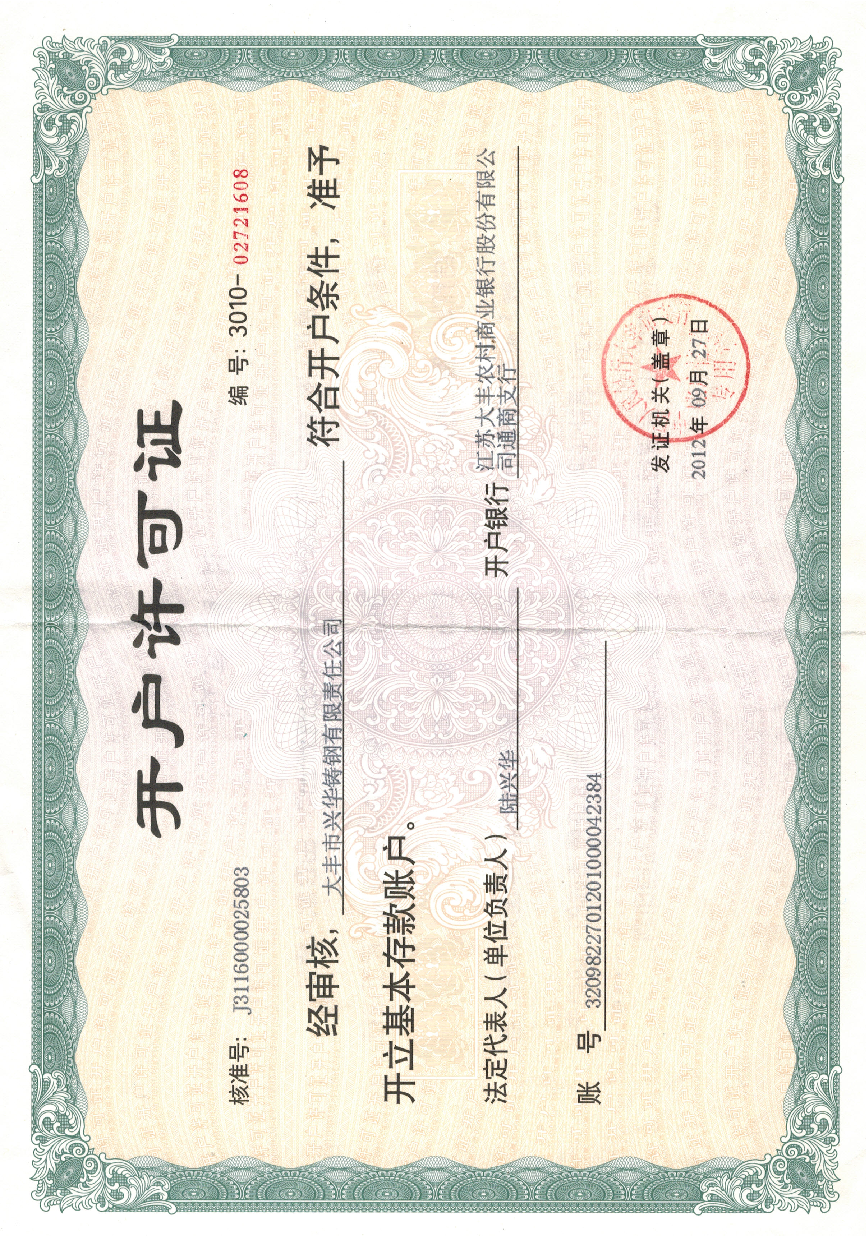 开户许可证
核准号: J3116000025803
编 号: 3010-02721608
经审核, 大丰市兴华铸钢有限责任公司 符合开户条件, 准予
开立基本存款账户。
法定代表人(单位负责人) 陆兴华 开户银行 江苏大丰农村商业银行股份有限公
司通商支行
账 号 3209822701201000042384
发证机关(盖章)
2012年 09月 27日
专用章